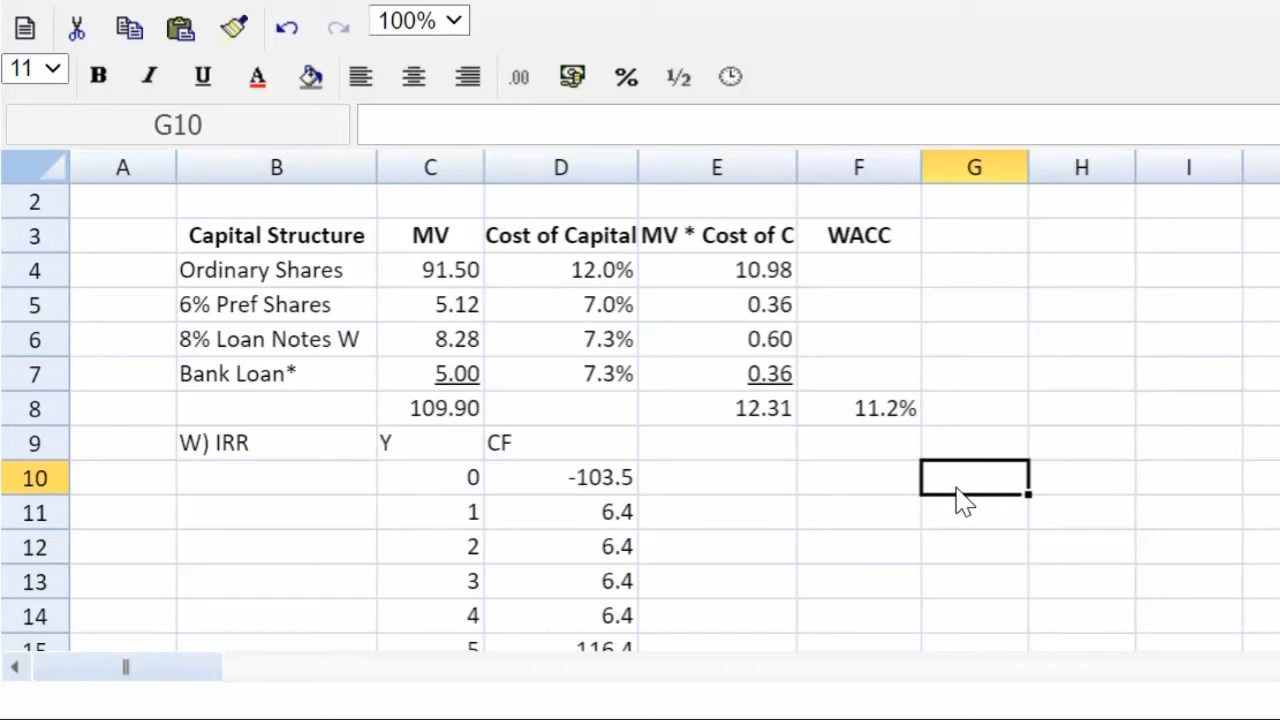 100%
11 B I U A .00 % 1/2
G10
A B C D E F G H I
2
3 Capital Structure MV Cost of Capital MV * Cost of C WACC
4 Ordinary Shares 91.50 12.0% 10.98
5 6% Pref Shares 5.12 7.0% 0.36
6 8% Loan Notes W 8.28 7.3% 0.60
7 Bank Loan* 5.00 7.3% 0.36
8 109.90 12.31 11.2%
9 W) IRR Y CF
10 0 -103.5
11 1 6.4
12 2 6.4
13 3 6.4
14 4 6.4
15 5 116.4